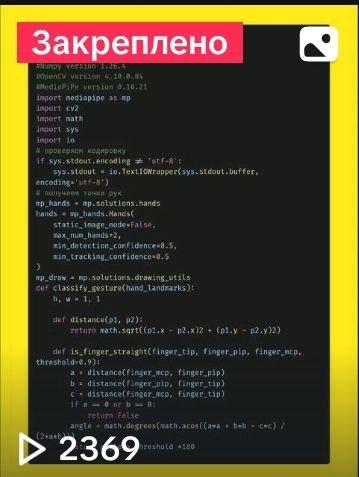 Закреплено
#Numpy version 1.26.4
#OpenCV version 4.10.0.84
#MediaPiPe version 0.10.21
import mediapipe as mp
import cv2
import math
import sys
import io
# проверяем кодировку
if sys.stdout.encoding ≠ 'utf-8':
sys.stdout = io.TextIOWrapper(sys.stdout.buffer,
encoding='utf-8')
# получаем точки рук
mp_hands = mp.solutions.hands
hands = mp_hands.Hands(
static_image_mode=False,
max_num_hands=2,
min_detection_confidence=0.5,
min_tracking_confidence=0.5
)
mp_draw = mp.solutions.drawing_utils
def classify_gesture(hand_landmarks):
h, w = 1, 1
def distance(p1, p2):
return math.sqrt((p1.x - p2.x)2 + (p1.y - p2.y)2)
def is_finger_straight(finger_tip, finger_pip, finger_mcp,
threshold=0.9):
a = distance(finger_mcp, finger_pip)
b = distance(finger_pip, finger_tip)
c = distance(finger_mcp, finger_tip)
if a == 0 or b == 0:
return False
angle = math.degrees(math.acos((a*a + b*b - c*c) /
(2*a*b)))
threshold *180
2369